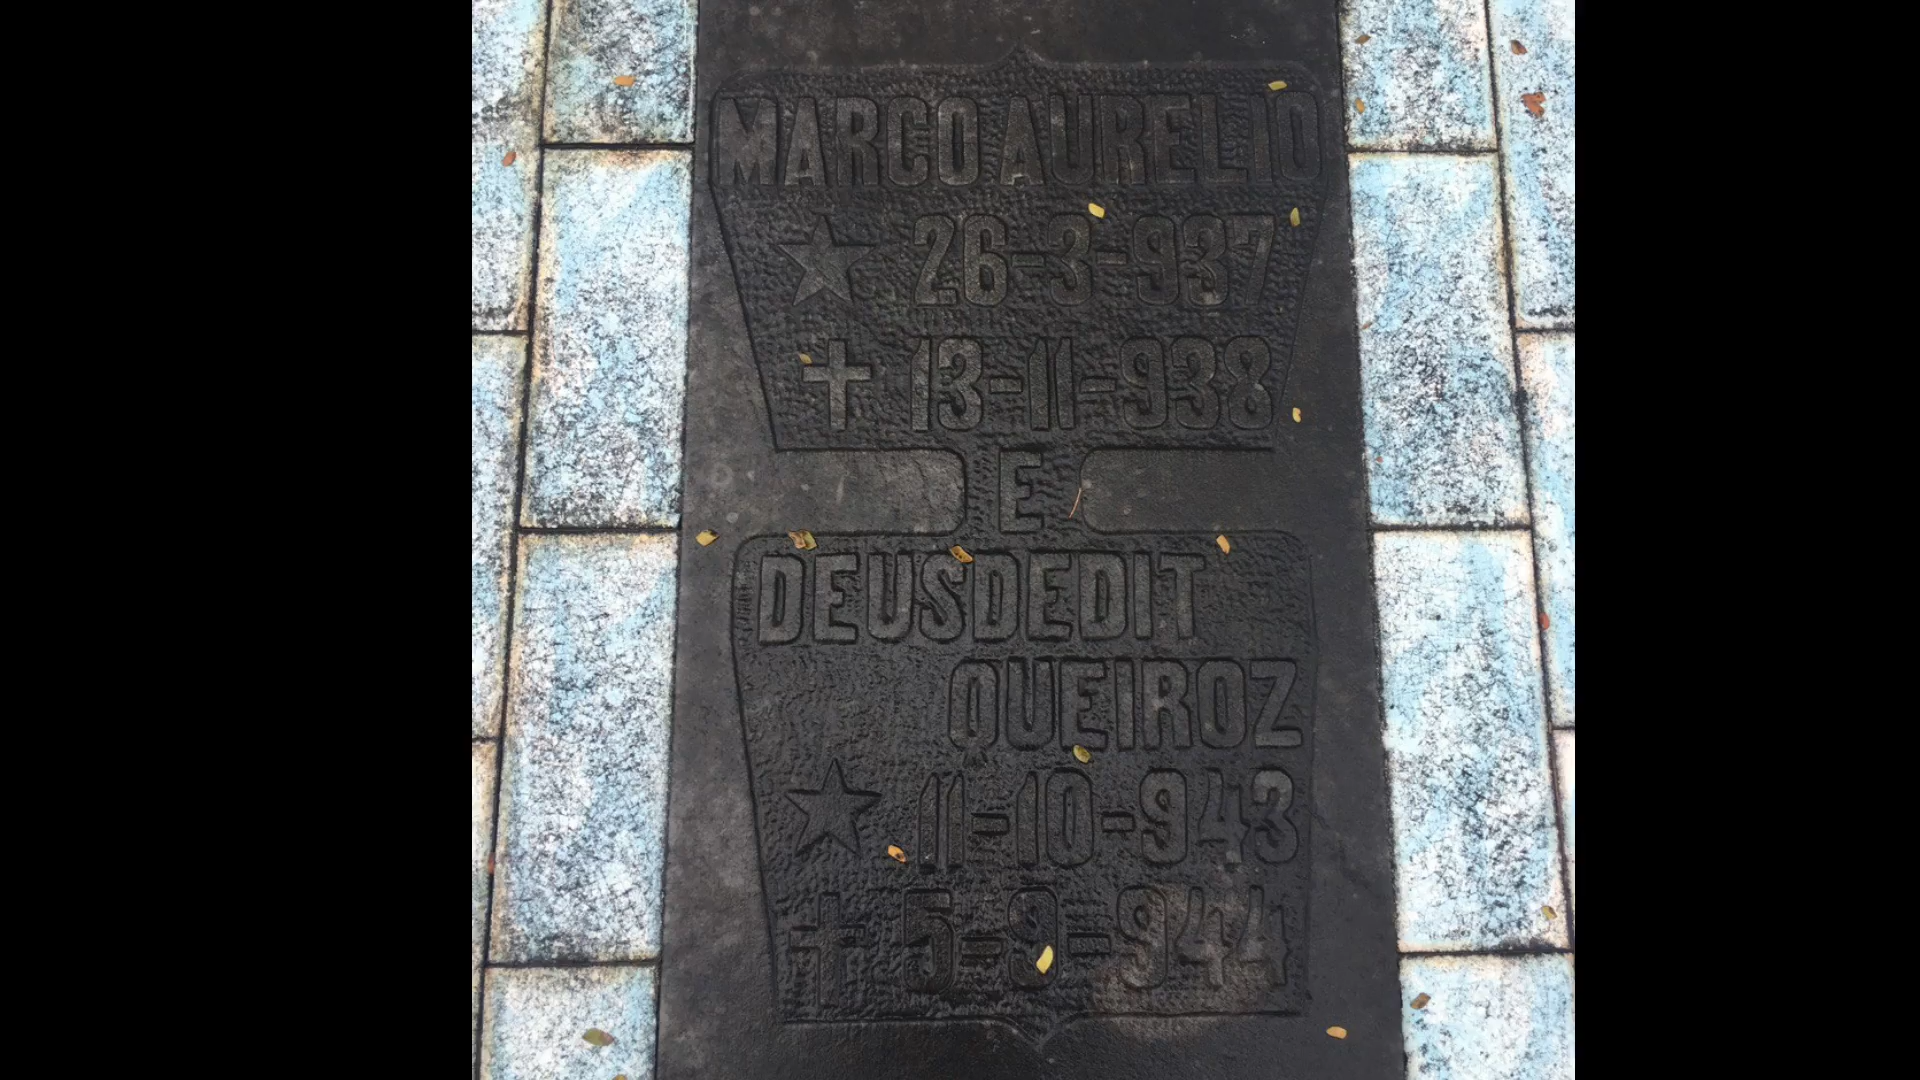 MARCO AURELIO
★ 26-3-937
✝ 13-11-938
E
DEUSDEDIT
QUEIROZ
★ 11-10-943
✝ 5-9-944